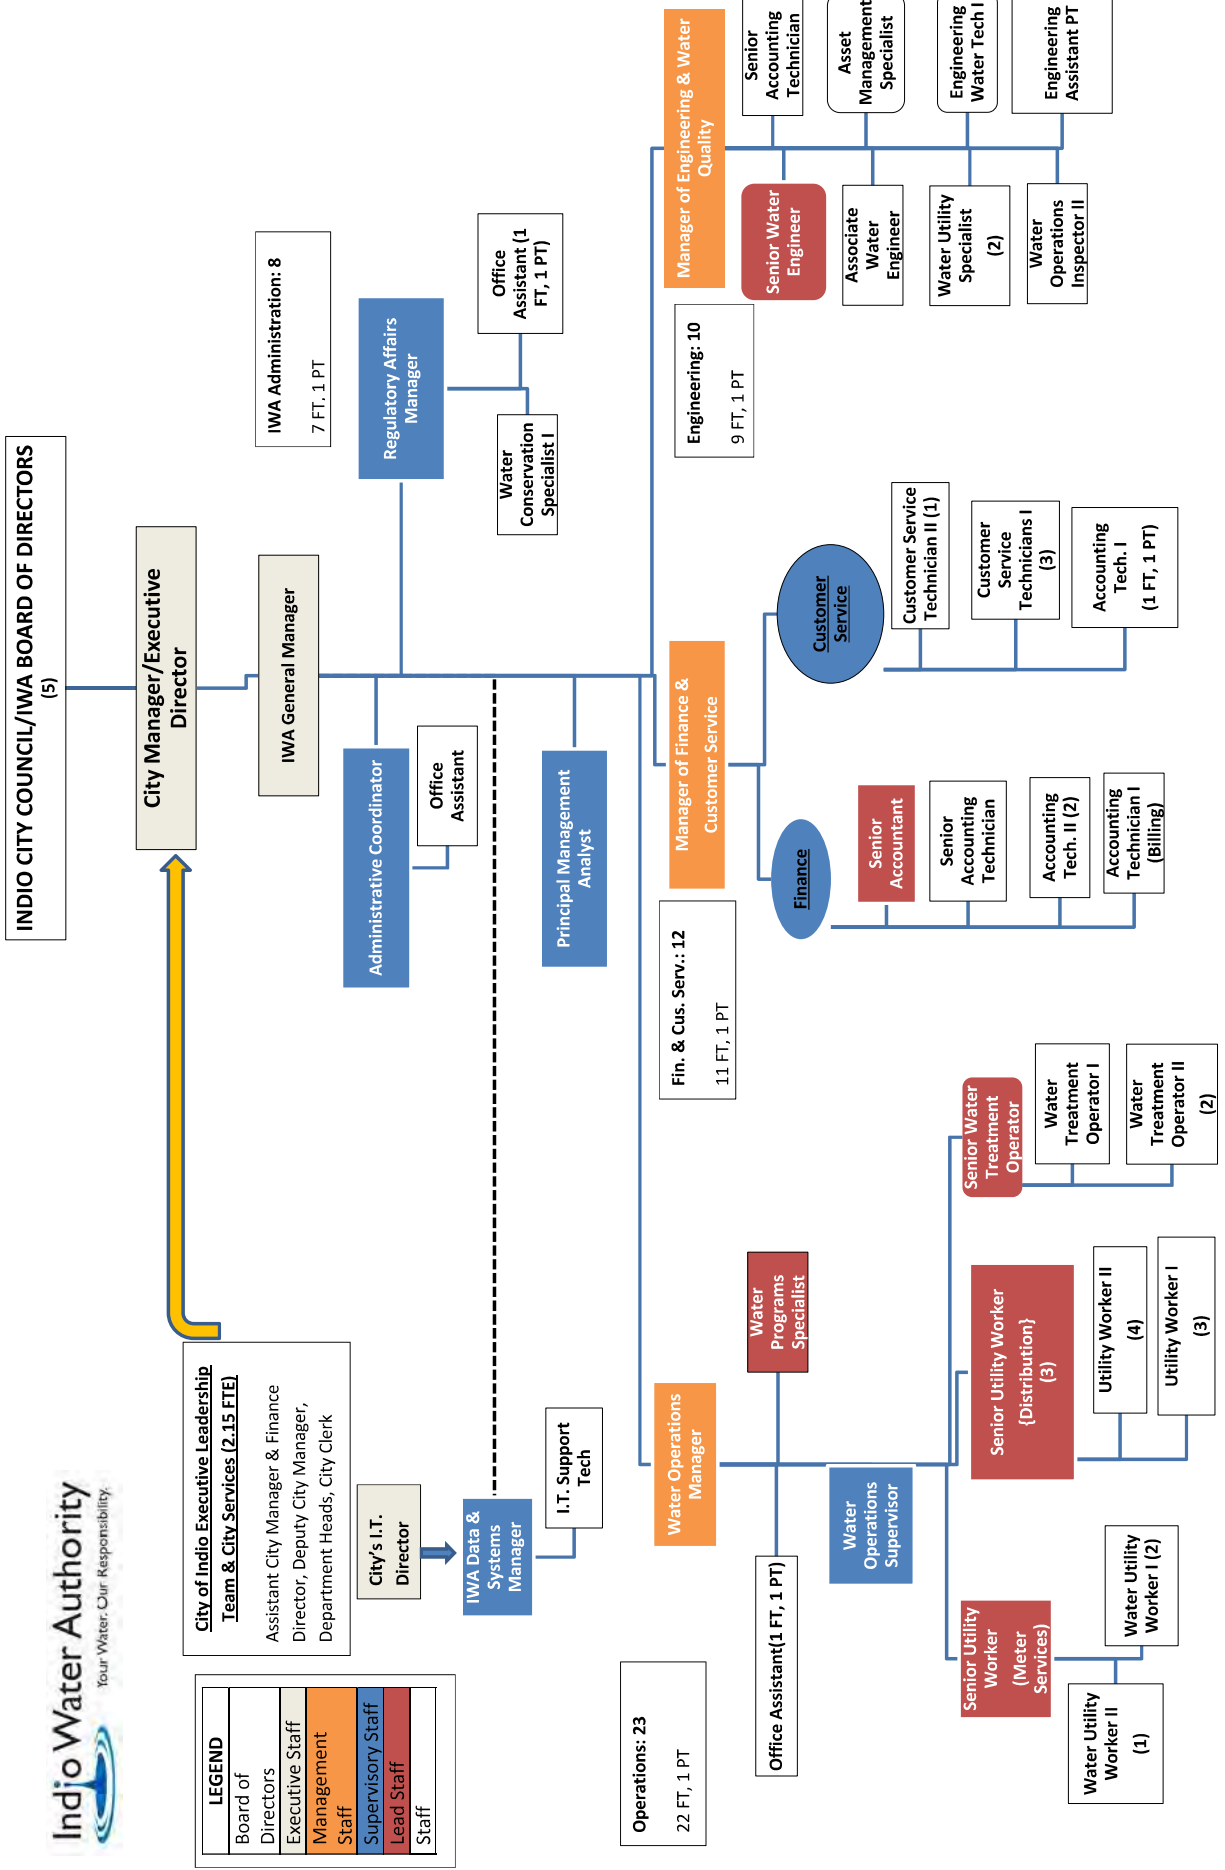 Indio Water Authority
Your Water. Our Responsibility.
INDIO CITY COUNCIL/IWA BOARD OF DIRECTORS
(5)
City Manager/Executive
Director
IWA General Manager
LEGEND
Board of
Directors
Executive Staff
Management
Staff
Supervisory Staff
Lead Staff
Staff
City of Indio Executive Leadership
Team & City Services (2.15 FTE)
Assistant City Manager & Finance
Director, Deputy City Manager,
Department Heads, City Clerk
City's I.T.
Director
IWA Data &
Systems
Manager
I.T. Support
Tech
Administrative Coordinator
Office
Assistant
Principal Management
Analyst
IWA Administration: 8
7 FT, 1 PT
Regulatory Affairs
Manager
Water
Conservation
Specialist I
Office
Assistant (1
FT, 1 PT)
Operations: 23
22 FT, 1 PT
Water Operations
Manager
Office Assistant(1 FT, 1 PT)
Water
Programs
Specialist
Water
Operations
Supervisor
Senior Utility
Worker
(Meter
Services)
Water Utility
Worker II
(1)
Water Utility
Worker I (2)
Senior Utility Worker
{Distribution}
(3)
Utility Worker II
(4)
Utility Worker I
(3)
Senior Water
Treatment
Operator
Water
Treatment
Operator I
Water
Treatment
Operator II
(2)
Fin. & Cus. Serv.: 12
11 FT, 1 PT
Manager of Finance &
Customer Service
Finance
Senior
Accountant
Senior
Accounting
Technician
Accounting
Tech. II (2)
Accounting
Technician I
(Billing)
Customer
Service
Customer Service
Technician II (1)
Customer
Service
Technicians I
(3)
Accounting
Tech. I
(1 FT, 1 PT)
Engineering: 10
9 FT, 1 PT
Manager of Engineering & Water
Quality
Senior Water
Engineer
Associate
Water
Engineer
Water Utility
Specialist
(2)
Water
Operations
Inspector II
Senior
Accounting
Technician
Asset
Management
Specialist
Engineering
Water Tech I
Engineering
Assistant PT